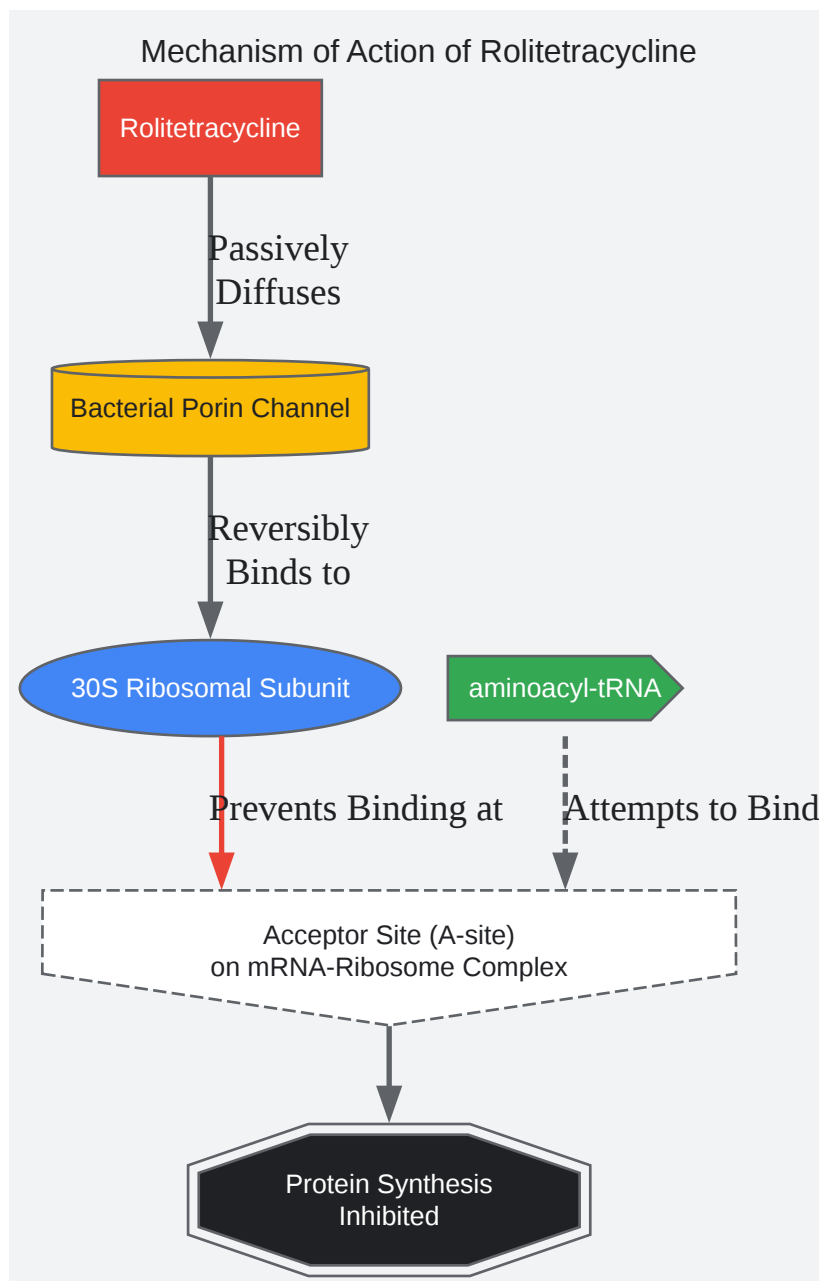 Mechanism of Action of Rolitetracycline
Rolitetracycline
Passively
Diffuses
Bacterial Porin Channel
Reversibly
Binds to
30S Ribosomal Subunit
aminoacyl-tRNA
Prevents Binding at
Attempts to Bind
Acceptor Site (A-site)
on mRNA-Ribosome Complex
Protein Synthesis
Inhibited